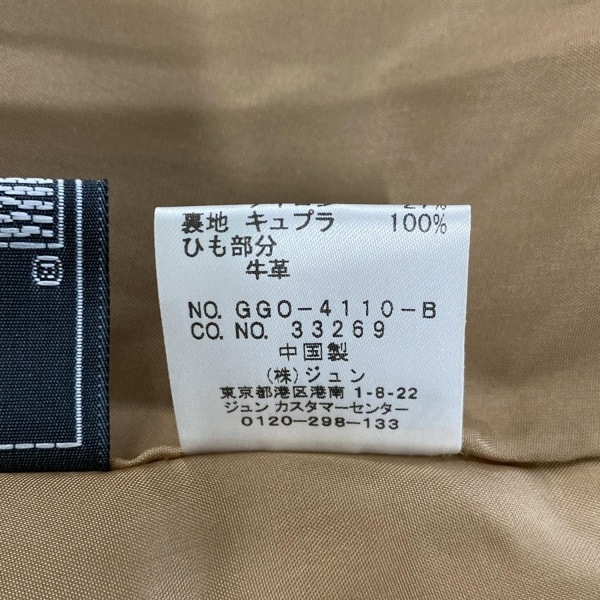 裏地 キュプラ 100%
ひも部分
牛革
NO. GGO-4110-B
CO. NO. 33269
中国製
(株)ジュン
東京都港区港南 1-8-22
ジュン カスタマーセンター
0120-298-133